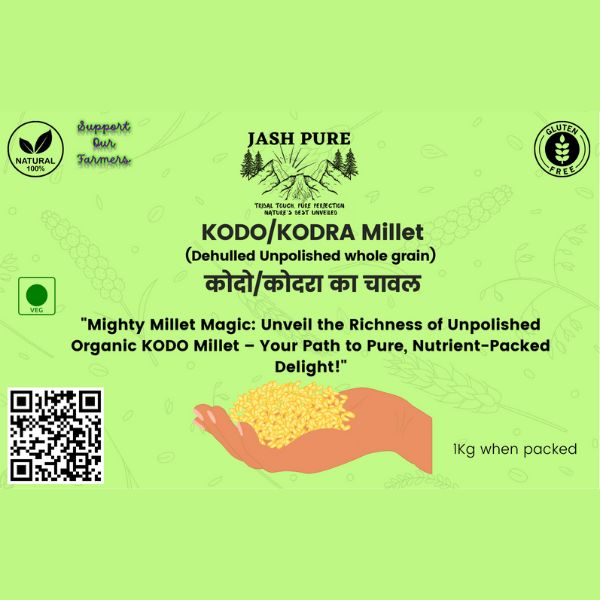 NATURAL
100%
Support
Our
Farmers
JASH PURE
TRIBAL TOUCH, PURE PERFECTION
NATURE'S BEST UNVEILED
GLUTEN
FREE
KODO/KODRA Millet
(Dehulled Unpolished whole grain)
कोदो/कोदरा का चावल
VEG
"Mighty Millet Magic: Unveil the Richness of Unpolished
Organic KODO Millet – Your Path to Pure, Nutrient-Packed
Delight!"
1Kg when packed